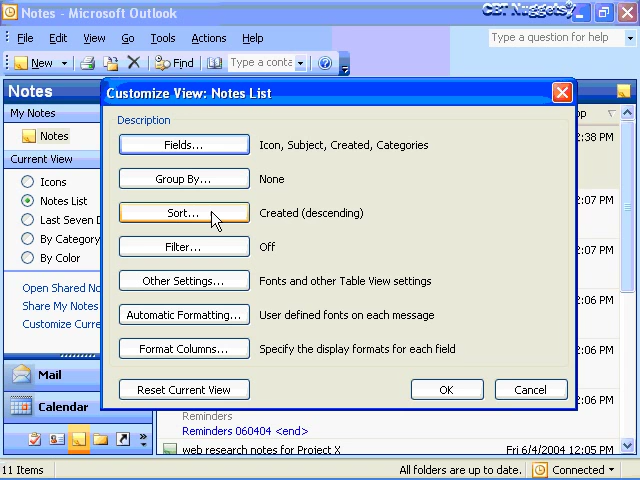 Notes - Microsoft Outlook
CBT Nuggets
File Edit View Go Tools Actions Help
Type a question for help
New Find Type a conta
Notes
My Notes
Notes
Current View
Icons
Notes List
Last Seven D
By Category
By Color
Open Shared No
Share My Notes
Customize Curre
Mail
Calendar
Customize View: Notes List
Description
Fields... Icon, Subject, Created, Categories
Group By... None
Sort... Created (descending)
Filter... Off
Other Settings... Fonts and other Table View settings
Automatic Formatting... User defined fonts on each message
Format Columns... Specify the display formats for each field
Reset Current View OK Cancel
2:38 PM
2:07 PM
2:07 PM
2:06 PM
2:06 PM
2:06 PM
Reminders
Reminders 060404 <end>
web research notes for Project X Fri 6/4/2004 12:05 PM
11 Items All folders are up to date. Connected